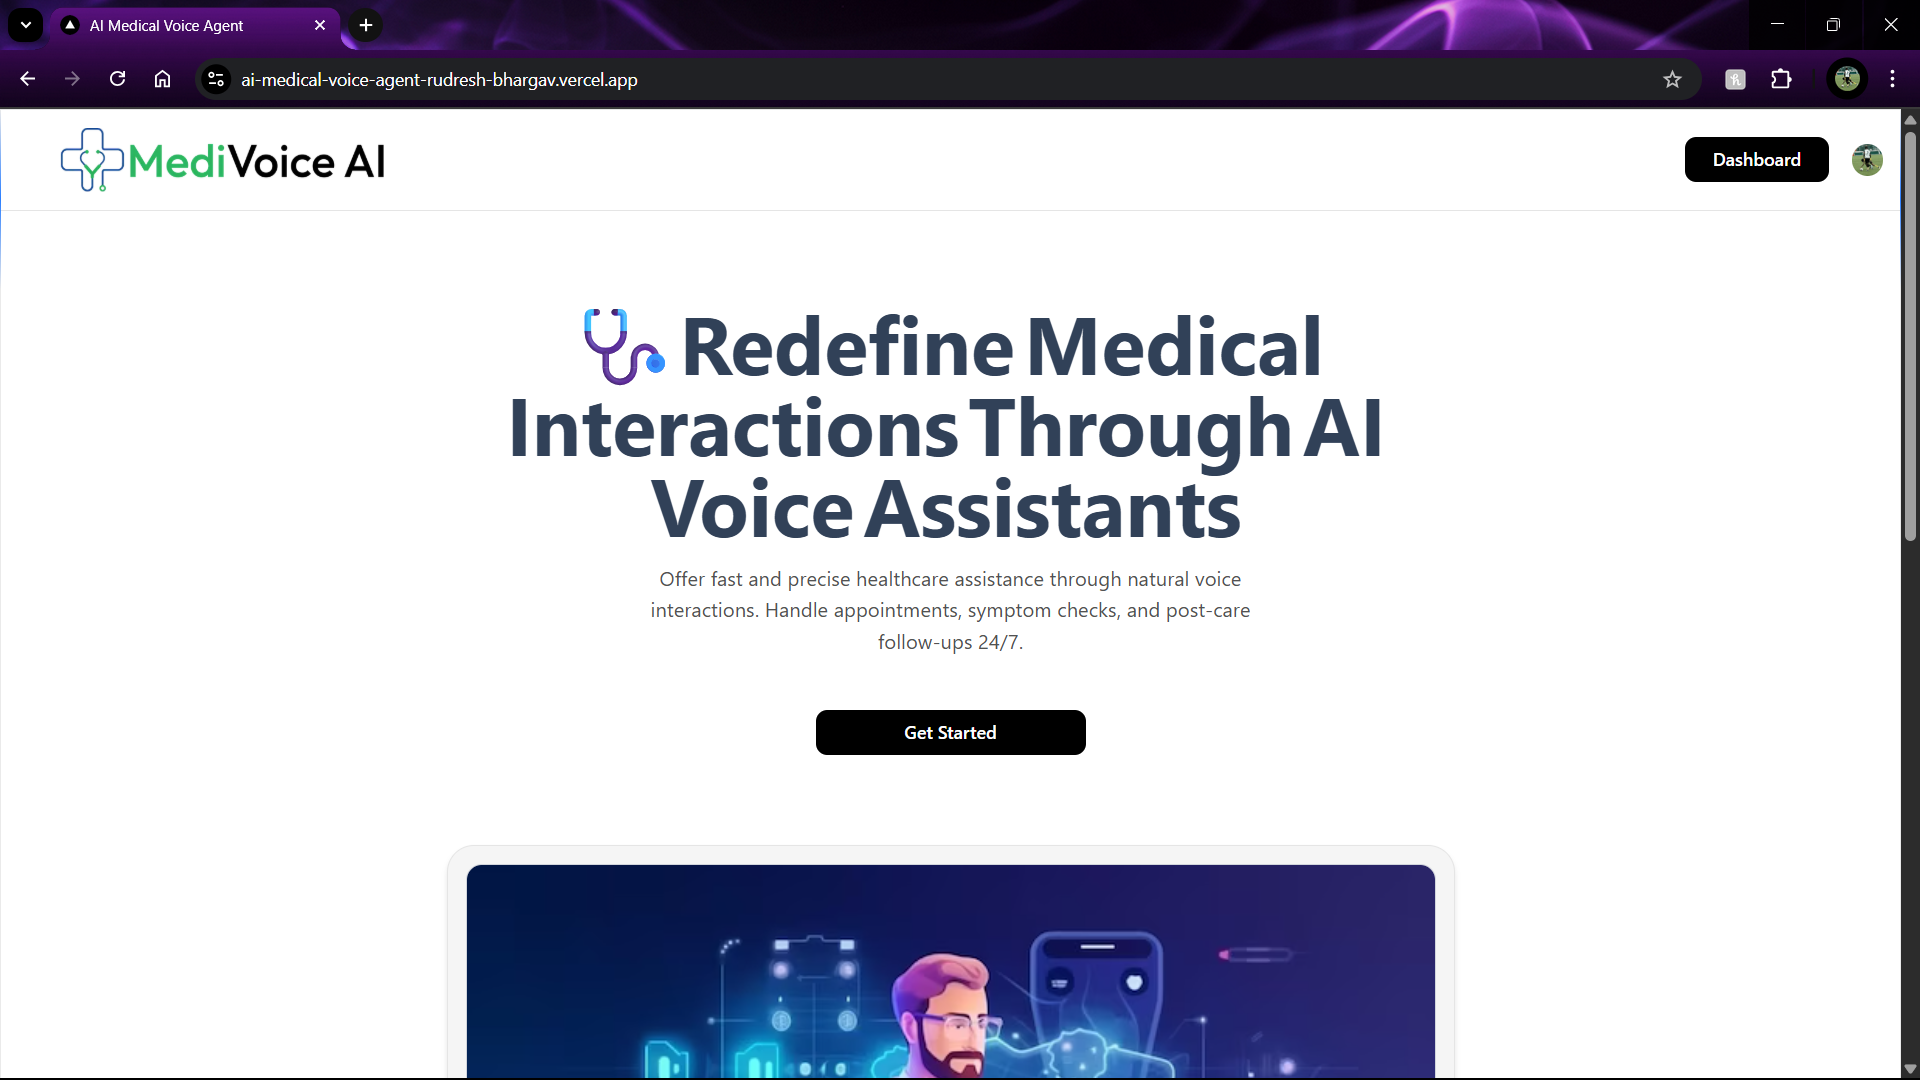 AI Medical Voice Agent
ai-medical-voice-agent-rudresh-bhargav.vercel.app
MediVoice AI
Dashboard
🩺 Redefine Medical
Interactions Through AI
Voice Assistants
Offer fast and precise healthcare assistance through natural voice
interactions. Handle appointments, symptom checks, and post-care
follow-ups 24/7.
Get Started